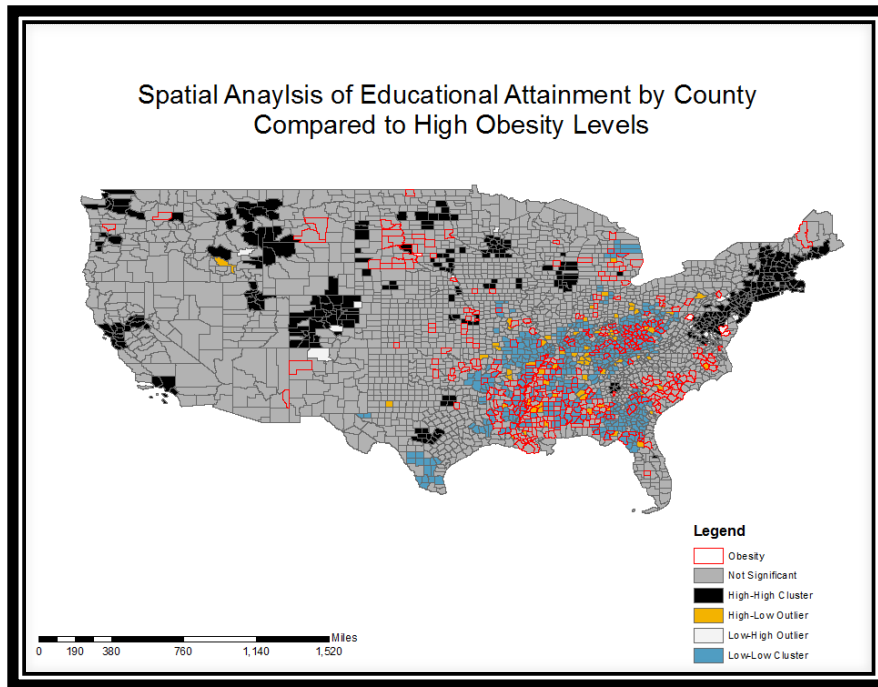 Spatial Anaylsis of Educational Attainment by County
Compared to High Obesity Levels
Legend
Obesity
Not Significant
High-High Cluster
High-Low Outlier
Low-High Outlier
Low-Low Cluster
Miles
0 190 380 760 1,140 1,520